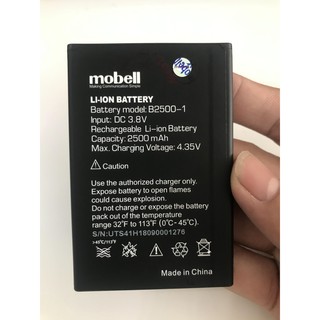 mobell
Making Communication Simple
LI-ION BATTERY
Battery model: B2500-1
Input: DC 3.8V
Rechargeable Li-ion Battery
Capacity: 2500 mAh
Max. Charging Voltage: 4.35V
Caution
Use the authorized charger only.
Do not expose battery to open flames
could cause explosion.
Do not charge or expose the battery
pack out of the temperature
range 32°F to 113°F (0°C~45°C).
S/N:UTS41H18090001276
Made in China